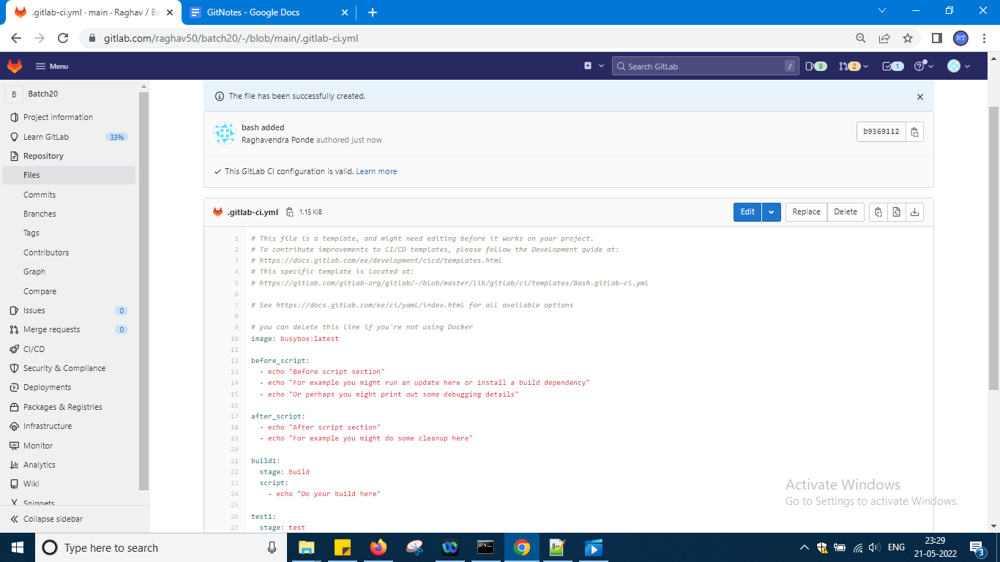 .gitlab-ci.yml · main · Raghav / Ba
GitNotes - Google Docs
gitlab.com/raghav50/batch20/-/blob/main/.gitlab-ci.yml
RT
Menu
Search GitLab
/
9
2
1
B
Batch20
Project information
Learn GitLab
33%
Repository
Files
Commits
Branches
Tags
Contributors
Graph
Compare
Issues
0
Merge requests
0
CI/CD
Security & Compliance
Deployments
Packages & Registries
Infrastructure
Monitor
Analytics
Wiki
Snippets
Collapse sidebar
The file has been successfully created.
bash added
Raghavendra Ponde authored just now
b9369112
This GitLab CI configuration is valid. Learn more
.gitlab-ci.yml
1.15 KiB
Edit
Replace
Delete
1 # This file is a template, and might need editing before it works on your project.
2 # To contribute improvements to CI/CD templates, please follow the Development guide at:
3 # https://docs.gitlab.com/ee/development/cicd/templates.html
4 # This specific template is located at:
5 # https://gitlab.com/gitlab-org/gitlab/-/blob/master/lib/gitlab/ci/templates/Bash.gitlab-ci.yml
6
7 # See https://docs.gitlab.com/ee/ci/yaml/index.html for all available options
8
9 # you can delete this line if you're not using Docker
10 image: busybox:latest
11
12 before_script:
13   - echo "Before script section"
14   - echo "For example you might run an update here or install a build dependency"
15   - echo "Or perhaps you might print out some debugging details"
16
17 after_script:
18   - echo "After script section"
19   - echo "For example you might do some cleanup here"
20
21 build1:
22   stage: build
23   script:
24     - echo "Do your build here"
25
26 test1:
27   stage: test
Activate Windows
Go to Settings to activate Windows.
Type here to search
ENG
23:29
21-05-2022
3